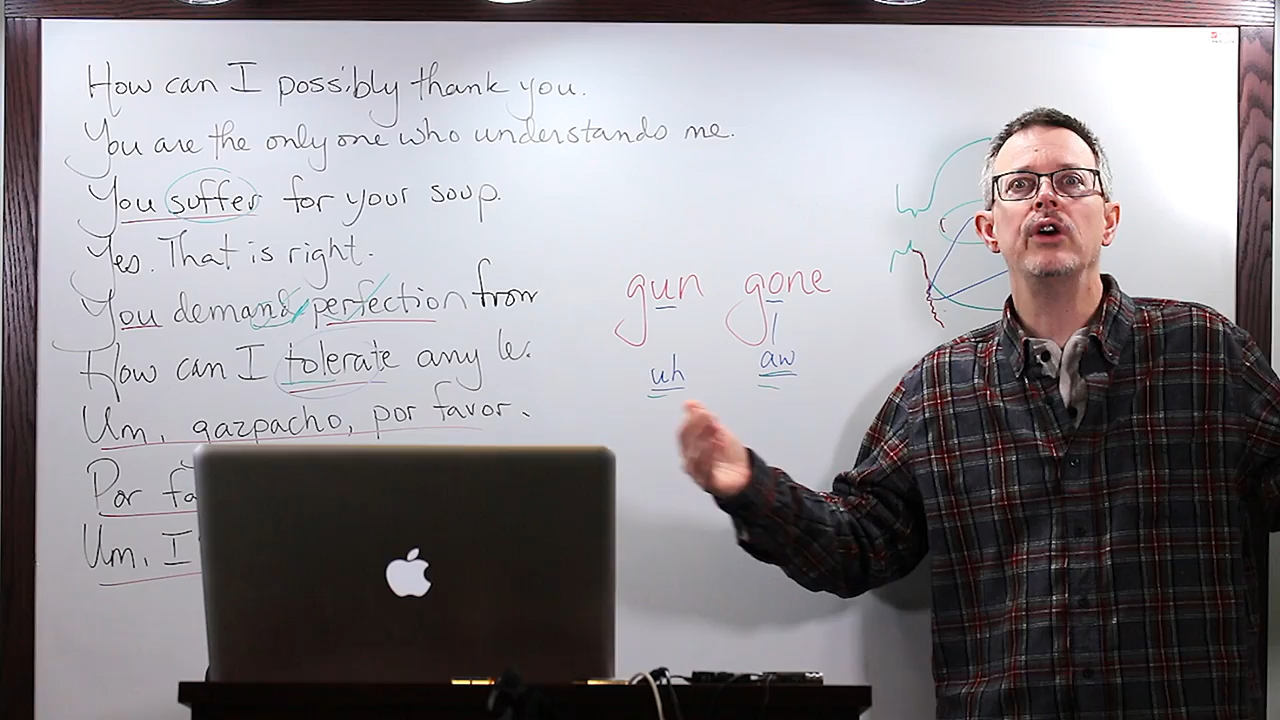 How can I possibly thank you.
You are the only one who understands me.
You suffer for your soup.
Yes. That is right.
You demand perfection from
How can I tolerate any le.
Um, gazpacho, por favor.
Por fa
Um, I
gun gone
uh aw